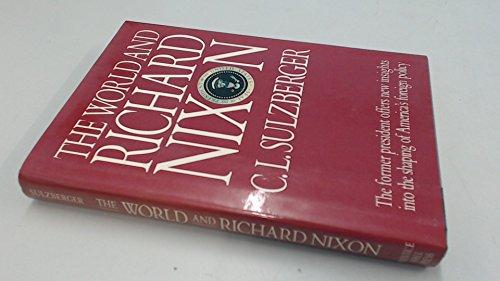 THE WORLD AND
RICHARD
NIXON
C. L. SULZBERGER
The former president offers new insights
into the shaping of America's foreign policy
SULZBERGER THE WORLD AND RICHARD NIXON